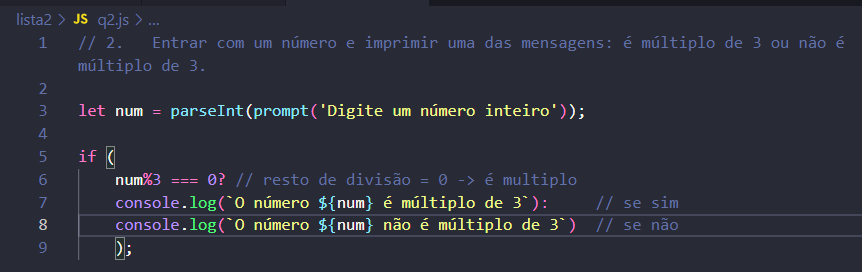 lista2 > JS q2.js > ...
1 // 2. Entrar com um número e imprimir uma das mensagens: é múltiplo de 3 ou não é
múltiplo de 3.
2
3 let num = parseInt(prompt('Digite um número inteiro'));
4
5 if (
6 num%3 === 0? // resto de divisão = 0 -> é multiplo
7 console.log(`O número ${num} é múltiplo de 3`): // se sim
8 console.log(`O número ${num} não é múltiplo de 3`) // se não
9 );